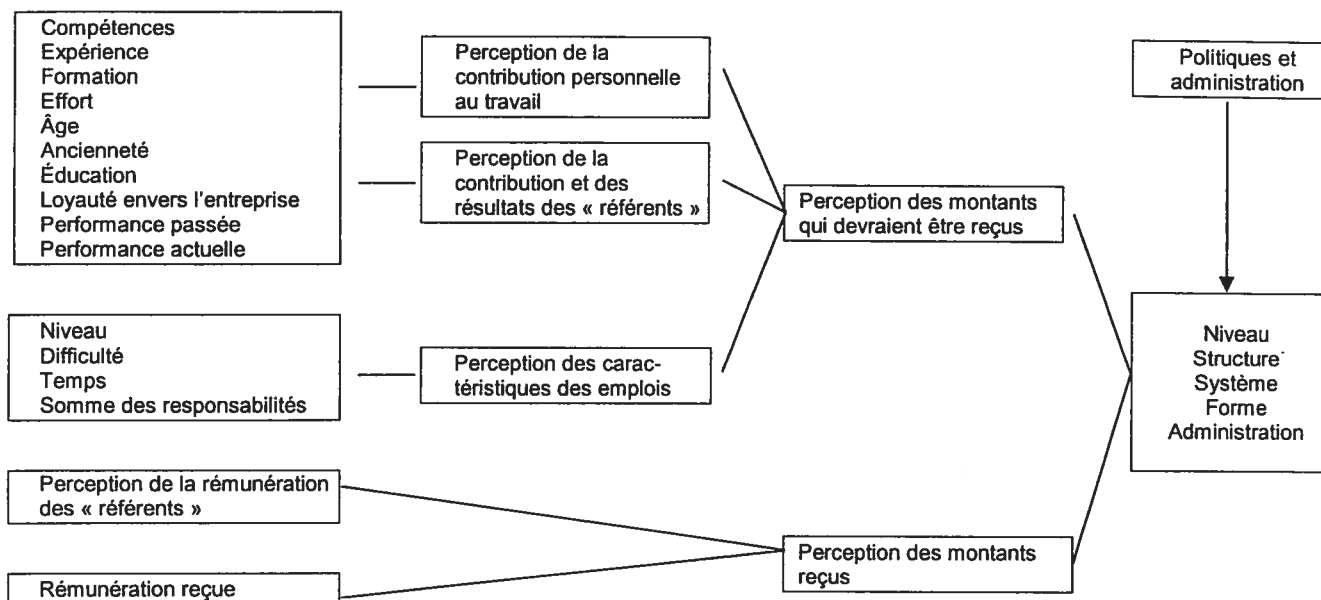 Compétences
Expérience
Formation
Effort
Âge
Ancienneté
Éducation
Loyauté envers l'entreprise
Performance passée
Performance actuelle
Perception de la
contribution personnelle
au travail
Perception de la
contribution et des
résultats des « référents »
Niveau
Difficulté
Temps
Somme des responsabilités
Perception des carac-
téristiques des emplois
Perception de la rémunération
des « référents »
Rémunération reçue
Perception des montants
qui devraient être reçus
Perception des montants
reçus
Politiques et
administration
Niveau
Structure
Système
Forme
Administration